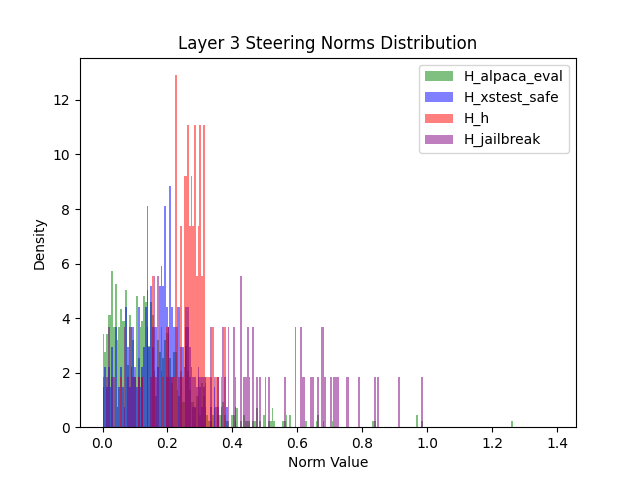 Layer 3 Steering Norms Distribution
H_alpaca_eval
H_xstest_safe
H_h
H_jailbreak
Density
12
10
8
6
4
2
0
0.0 0.2 0.4 0.6 0.8 1.0 1.2 1.4
Norm Value